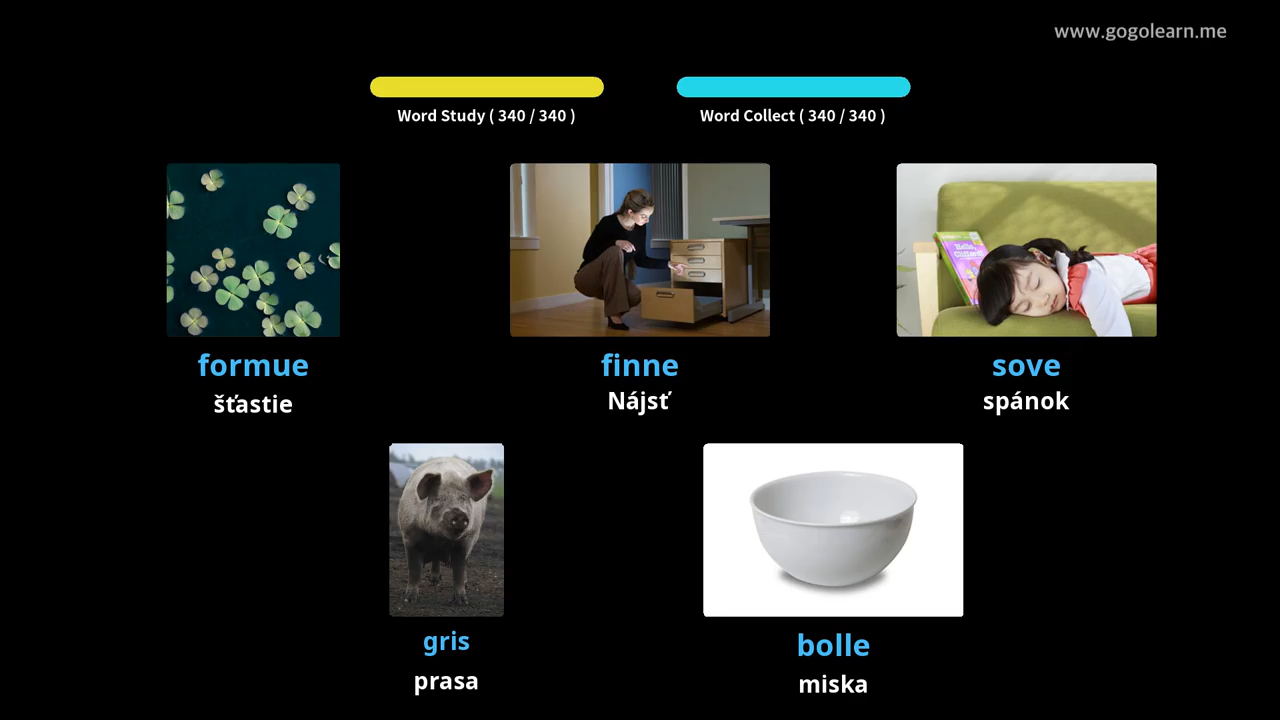 www.gogolearn.me
Word Study ( 340 / 340 )
Word Collect ( 340 / 340 )
formue
šťastie
finne
Nájsť
sove
spánok
gris
prasa
bolle
miska